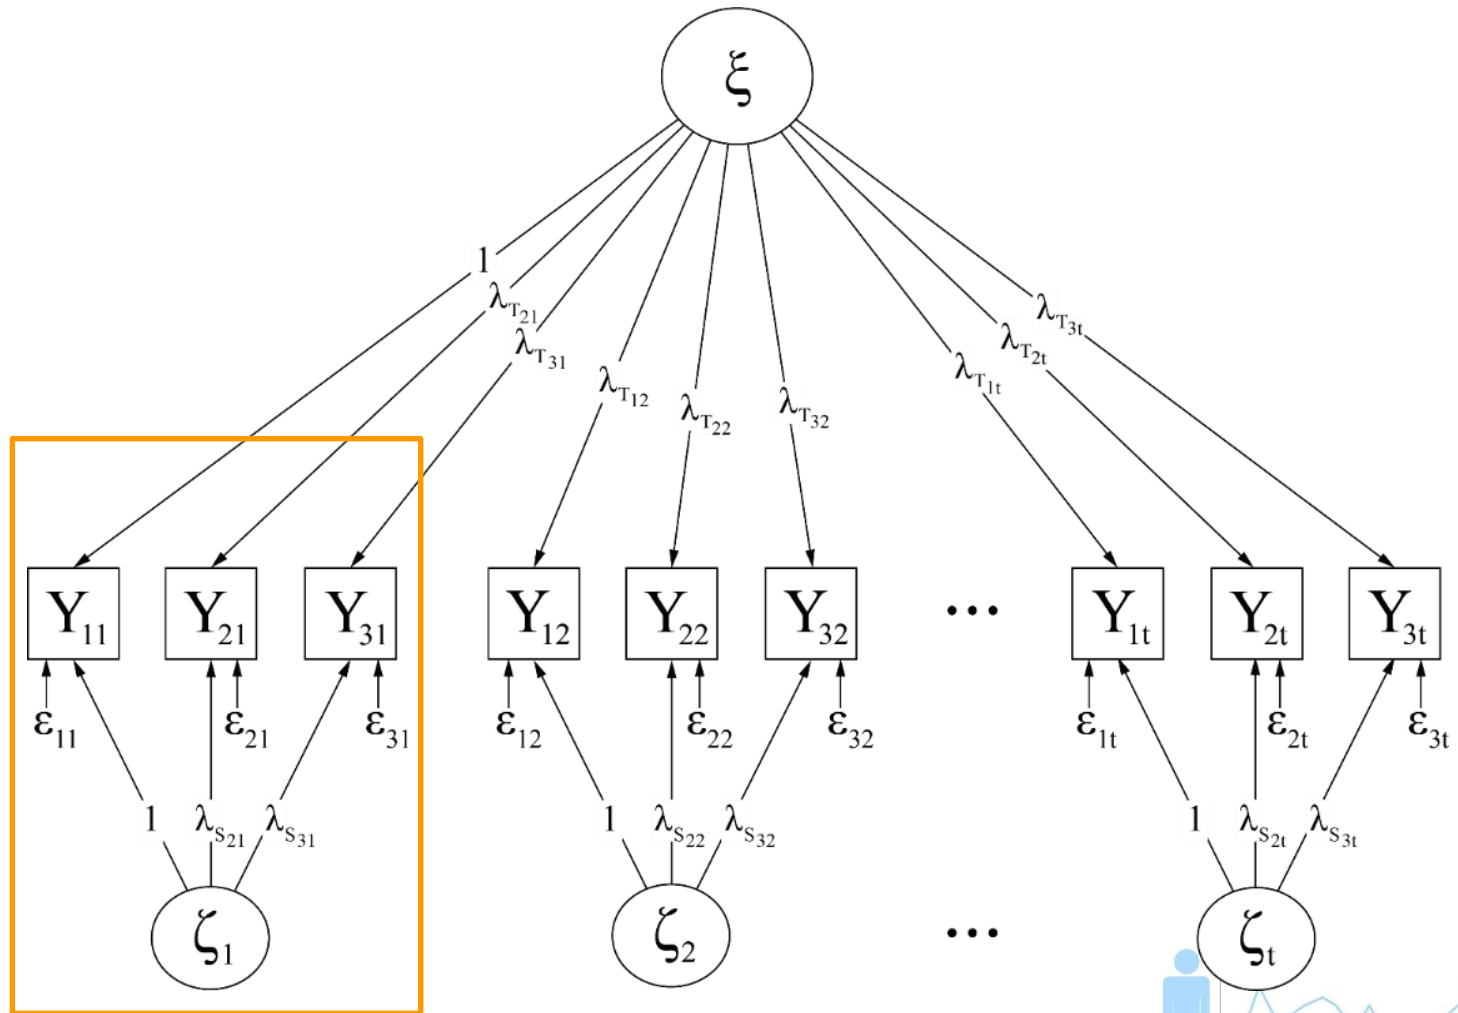 ξ
1
λT21
λT31
λT12
λT22
λT32
λT1t
λT2t
λT3t
Y11 Y21 Y31 Y12 Y22 Y32 ••• Y1t Y2t Y3t
ε11 ε21 ε31 ε12 ε22 ε32 ε1t ε2t ε3t
1 λS21 λS31 1 λS22 λS32 1 λS2t λS3t
ζ1 ζ2 ••• ζt